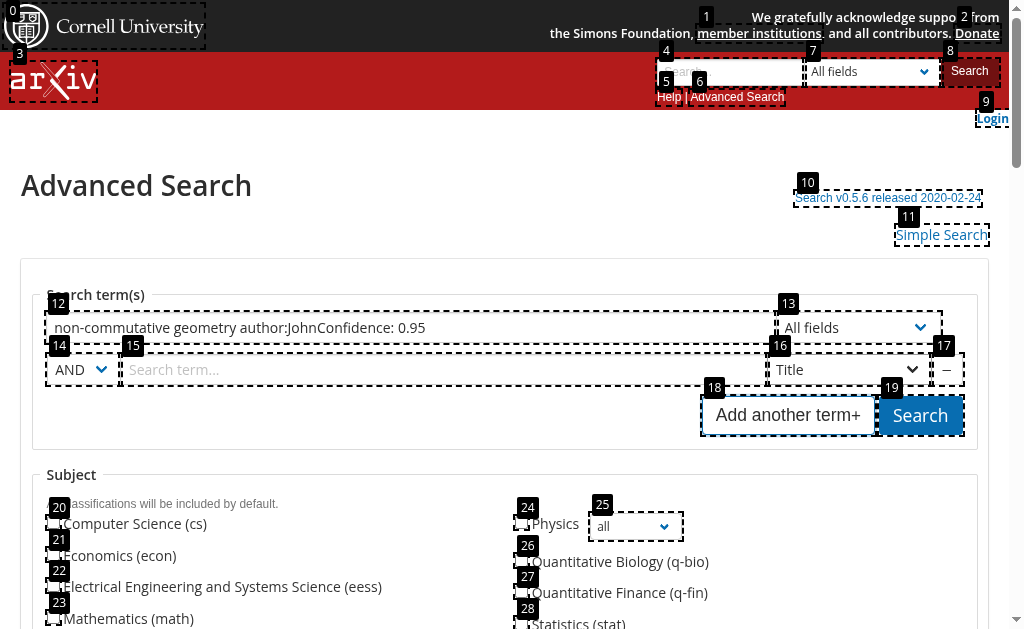 0
Cornell University
1
2
We gratefully acknowledge suppo from
the Simons Foundation, member institutions, and all contributors. Donate
3
arXiv
4
7
8
Search...
All fields
Search
5
6
Help | Advanced Search
9
Login
Advanced Search
10
Search v0.5.6 released 2020-02-24
11
Simple Search
Search term(s)
12
13
non-commutative geometry author:JohnConfidence: 0.95
All fields
14
15
16
17
AND
Search term...
Title
–
18
19
Add another term+
Search
Subject
20
24
25
lassifications will be included by default.
Computer Science (cs)
Physics
all
21
26
Economics (econ)
Quantitative Biology (q-bio)
22
27
Electrical Engineering and Systems Science (eess)
Quantitative Finance (q-fin)
23
28
Mathematics (math)
Statistics (stat)